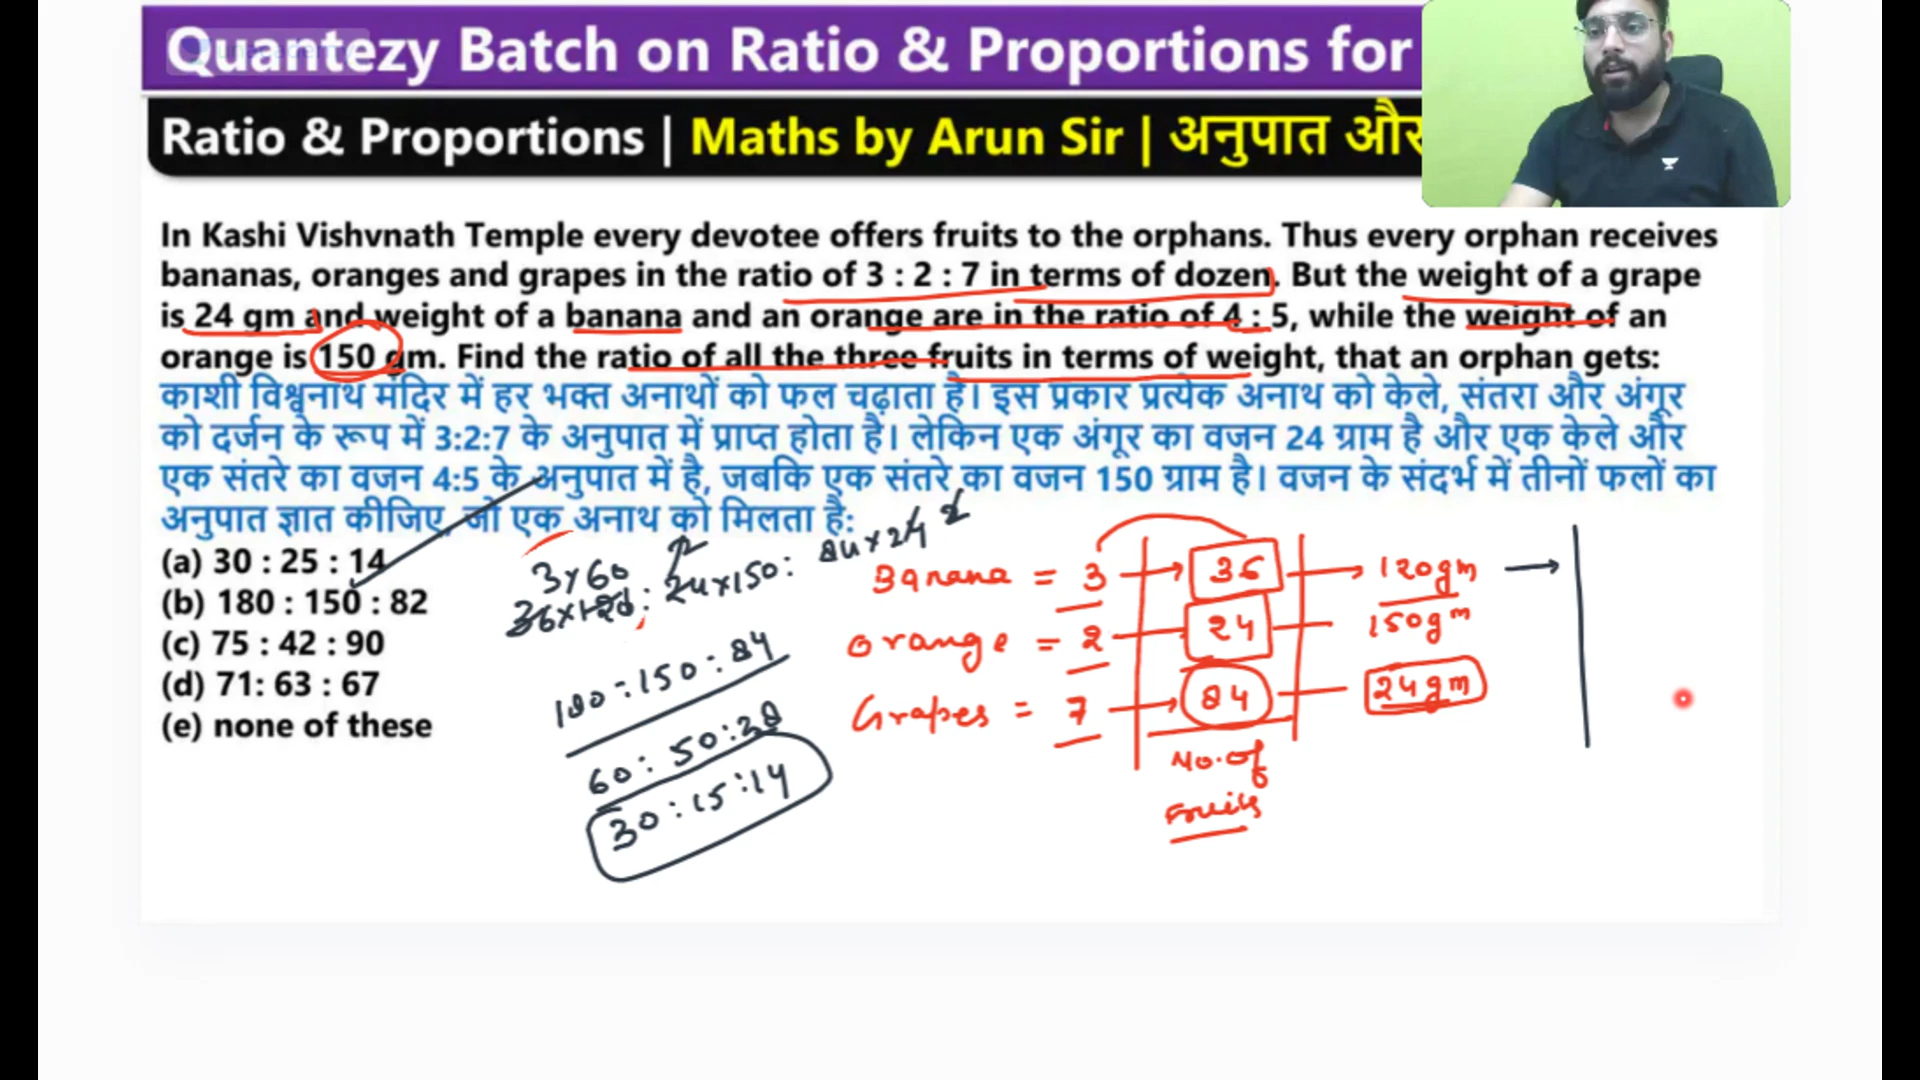 Quantezy Batch on Ratio & Proportions for
Ratio & Proportions | Maths by Arun Sir | अनुपात और
In Kashi Vishvnath Temple every devotee offers fruits to the orphans. Thus every orphan receives
bananas, oranges and grapes in the ratio of 3 : 2 : 7 in terms of dozen. But the weight of a grape
is 24 gm and weight of a banana and an orange are in the ratio of 4 : 5, while the weight of an
orange is 150 gm. Find the ratio of all the three fruits in terms of weight, that an orphan gets:
काशी विश्वनाथ मंदिर में हर भक्त अनाथों को फल चढ़ाता है। इस प्रकार प्रत्येक अनाथ को केले, संतरा और अंगूर
को दर्जन के रूप में 3:2:7 के अनुपात में प्राप्त होता है। लेकिन एक अंगूर का वजन 24 ग्राम है और एक केले और
एक संतरे का वजन 4:5 के अनुपात में है, जबकि एक संतरे का वजन 150 ग्राम है। वजन के संदर्भ में तीनों फलों का
अनुपात ज्ञात कीजिए, जो एक अनाथ को मिलता है:
(a) 30 : 25 : 14
(b) 180 : 150 : 82
(c) 75 : 42 : 90
(d) 71: 63 : 67
(e) none of these
3x60 2
36x120 : 24x150 : 84x24 2
180 : 150 : 84
60 : 50 : 28
30 : 15 : 14
Banana = 3 36 120gm
Orange = 2 24 150gm
Grapes = 7 84 24gm
No. of
Fruits